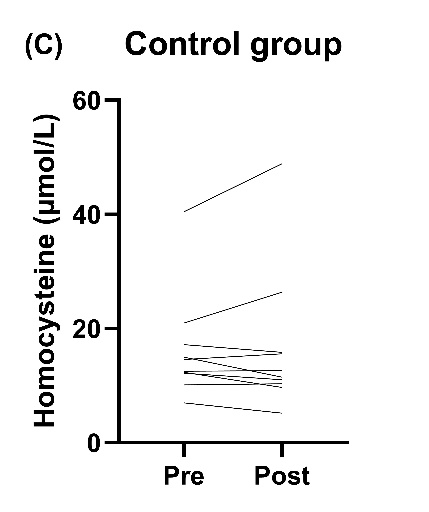 (C) Control group
Homocysteine (µmol/L)
60
40
20
0
Pre Post